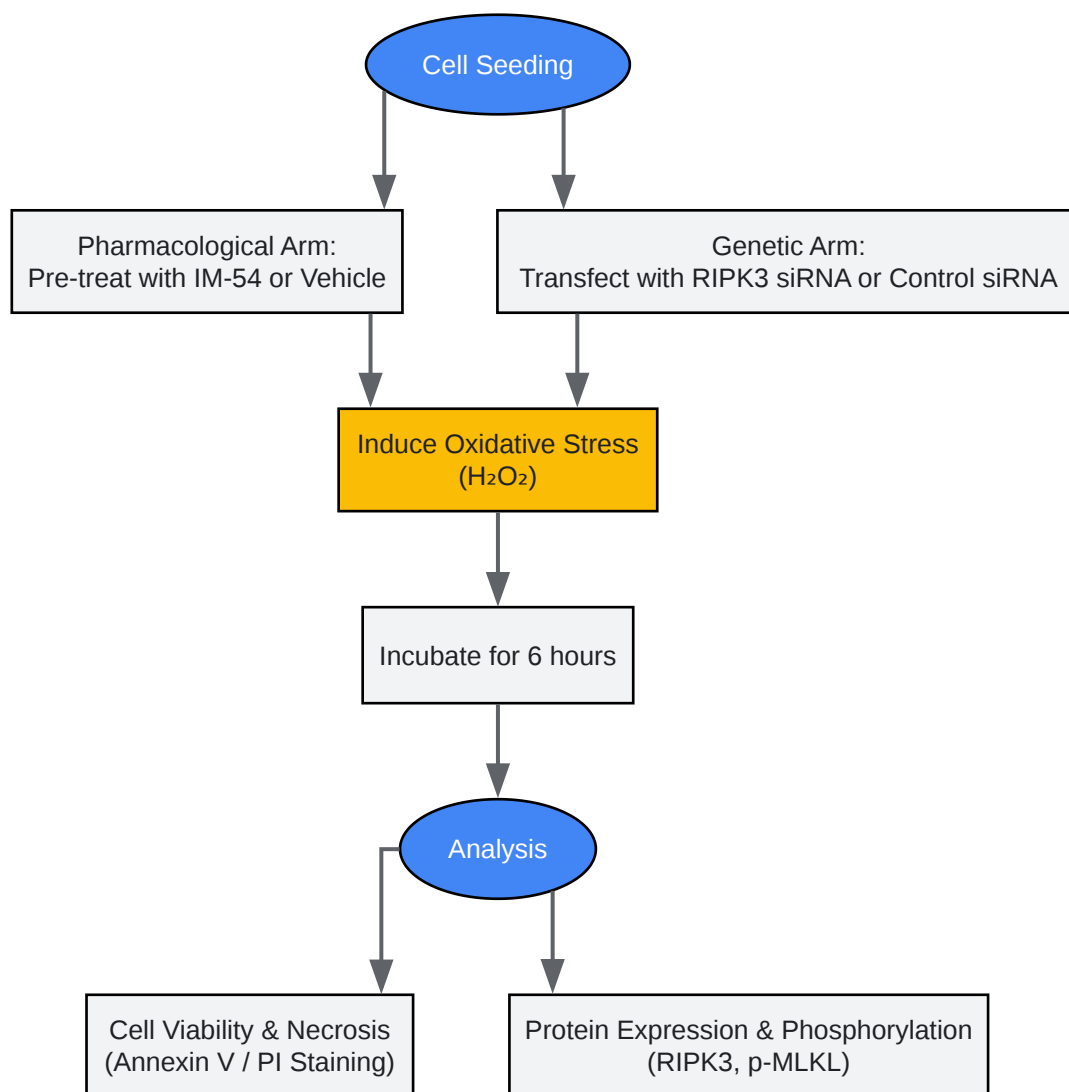 Cell Seeding
Pharmacological Arm:
Pre-treat with IM-54 or Vehicle
Genetic Arm:
Transfect with RIPK3 siRNA or Control siRNA
Induce Oxidative Stress
(H₂O₂)
Incubate for 6 hours
Analysis
Cell Viability & Necrosis
(Annexin V / PI Staining)
Protein Expression & Phosphorylation
(RIPK3, p-MLKL)